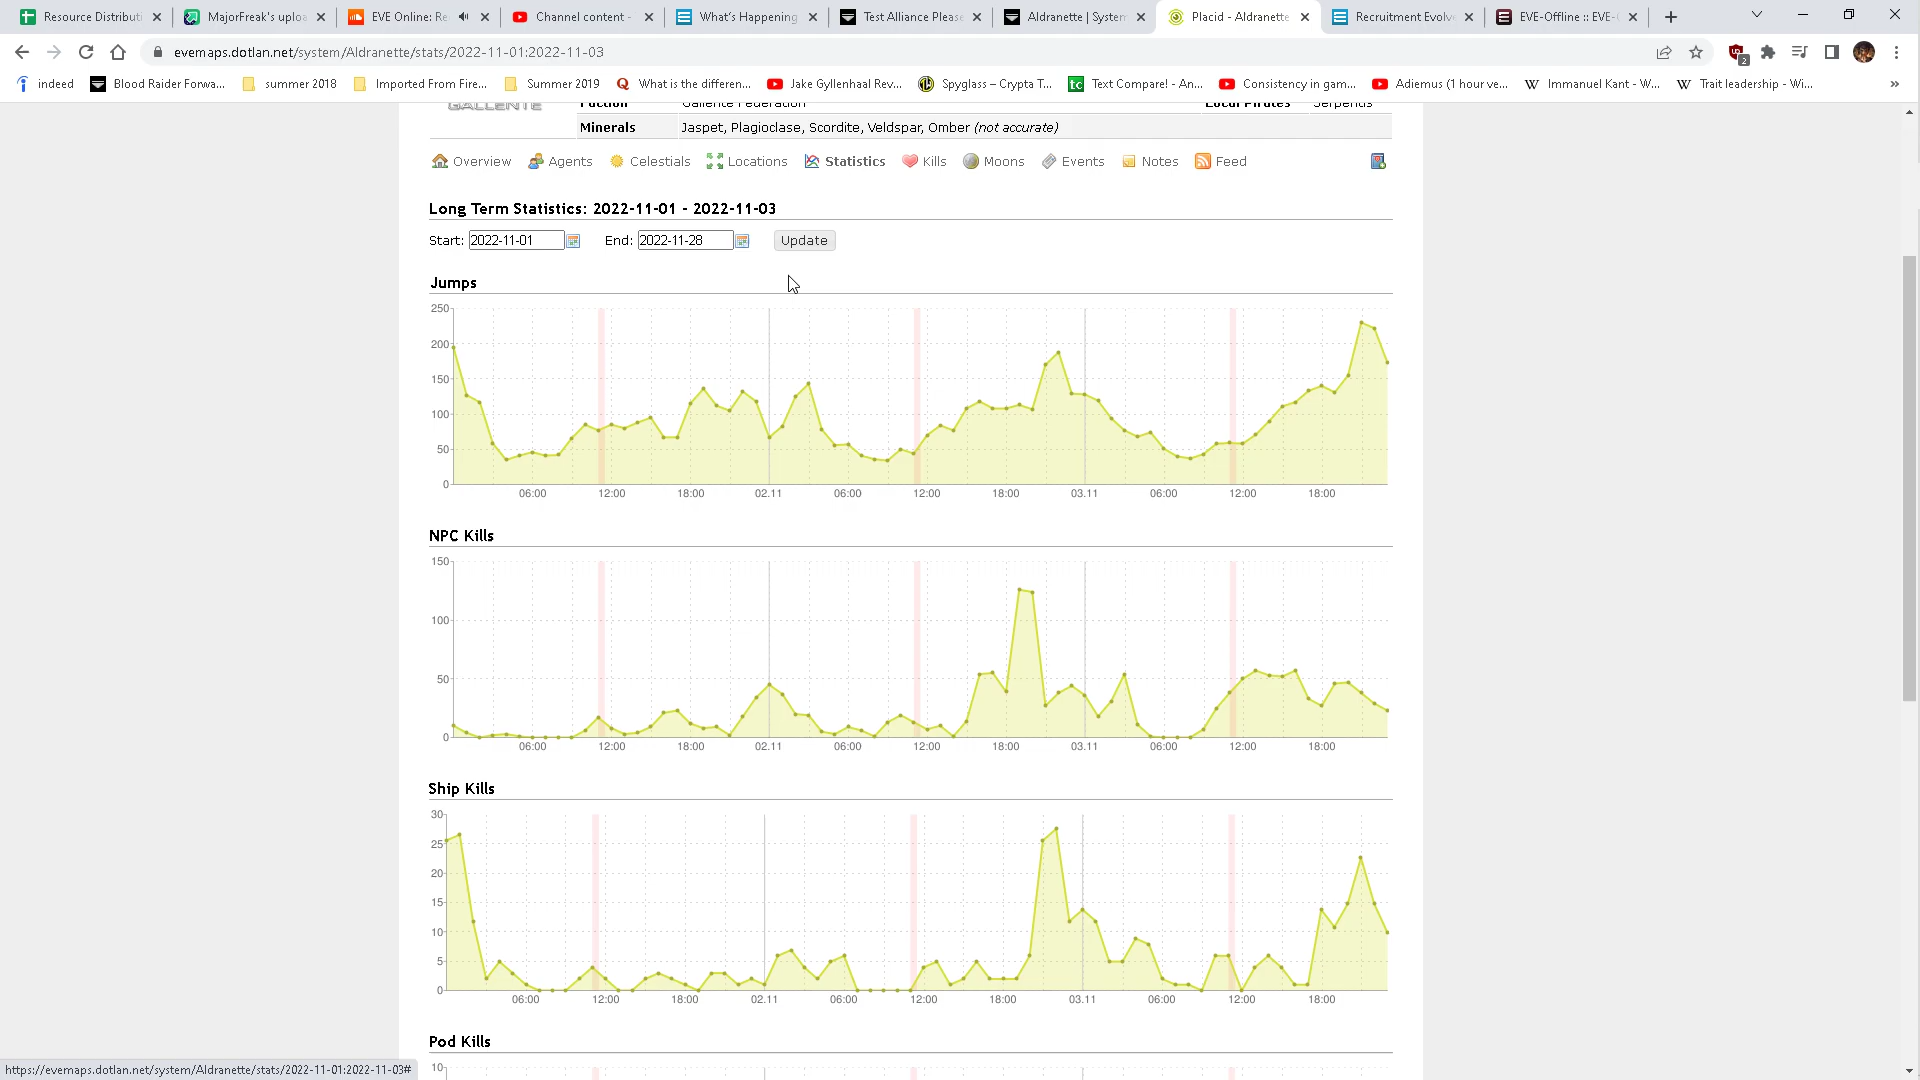 Resource Distributi
MajorFreak's uploa
EVE Online: Re
Channel content -
What's Happening
Test Alliance Please
Aldranette | System
Placid - Aldranette
Recruitment Evolve
EVE-Offline :: EVE-
evemaps.dotlan.net/system/Aldranette/stats/2022-11-01:2022-11-03
2
indeed
Blood Raider Forwa...
summer 2018
Imported From Fire...
Summer 2019
What is the differen...
Jake Gyllenhaal Rev...
Spyglass – Crypta T...
Text Compare! - An...
Consistency in gam...
Adiemus (1 hour ve...
Immanuel Kant - W...
Trait leadership - Wi...
»
GALLENTE
Faction Gallente Federation Local Pirates Serpentis
Minerals Jaspet, Plagioclase, Scordite, Veldspar, Omber (not accurate)
Overview Agents Celestials Locations Statistics Kills Moons Events Notes Feed
Long Term Statistics: 2022-11-01 - 2022-11-03
Start: 2022-11-01 End: 2022-11-28 Update
Jumps
250
200
150
100
50
0
06:00 12:00 18:00 02.11 06:00 12:00 18:00 03.11 06:00 12:00 18:00
NPC Kills
150
100
50
0
06:00 12:00 18:00 02.11 06:00 12:00 18:00 03.11 06:00 12:00 18:00
Ship Kills
30
25
20
15
10
5
0
06:00 12:00 18:00 02.11 06:00 12:00 18:00 03.11 06:00 12:00 18:00
Pod Kills
10
https://evemaps.dotlan.net/system/Aldranette/stats/2022-11-01:2022-11-03#